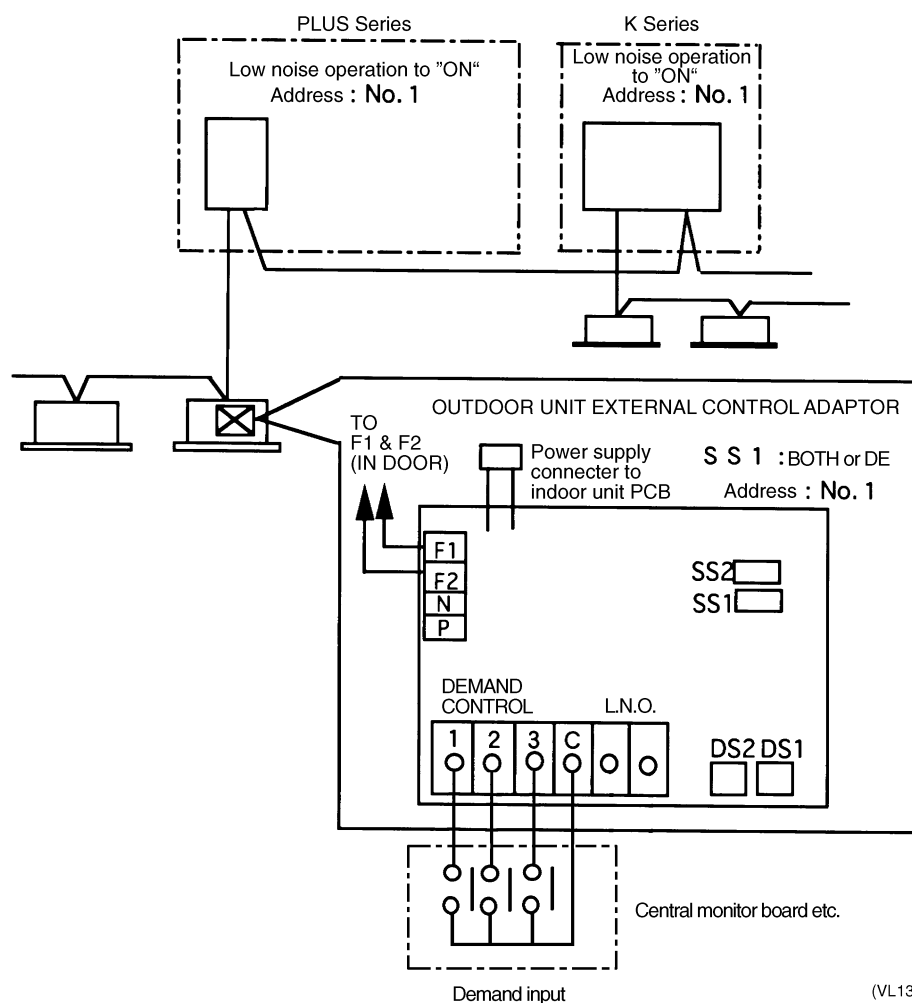 PLUS Series
K Series
Low noise operation to ”ON“
Address : No. 1
Low noise operation
to ”ON“
Address : No. 1
OUTDOOR UNIT EXTERNAL CONTROL ADAPTOR
TO
F1 & F2
(IN DOOR)
Power supply
connecter to
indoor unit PCB
S S 1 : BOTH or DE
Address : No. 1
F1
F2
N
P
SS2
SS1
DEMAND
CONTROL
L.N.O.
1 2 3 C
DS2 DS1
Central monitor board etc.
Demand input
(VL13